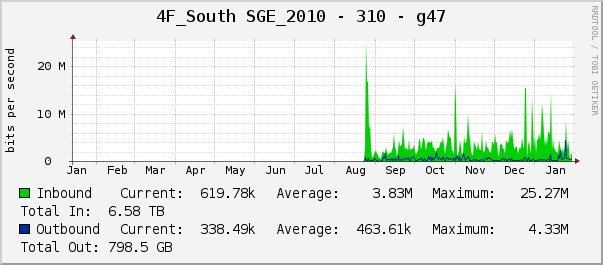 4F_South SGE_2010 - 310 - g47
RRDTOOL / TOBI OETIKER
bits per second
20 M
10 M
0
Jan Feb Mar Apr May Jun Jul Aug Sep Oct Nov Dec Jan
Inbound Current: 619.78k Average: 3.83M Maximum: 25.27M
Total In: 6.58 TB
Outbound Current: 338.49k Average: 463.61k Maximum: 4.33M
Total Out: 798.5 GB